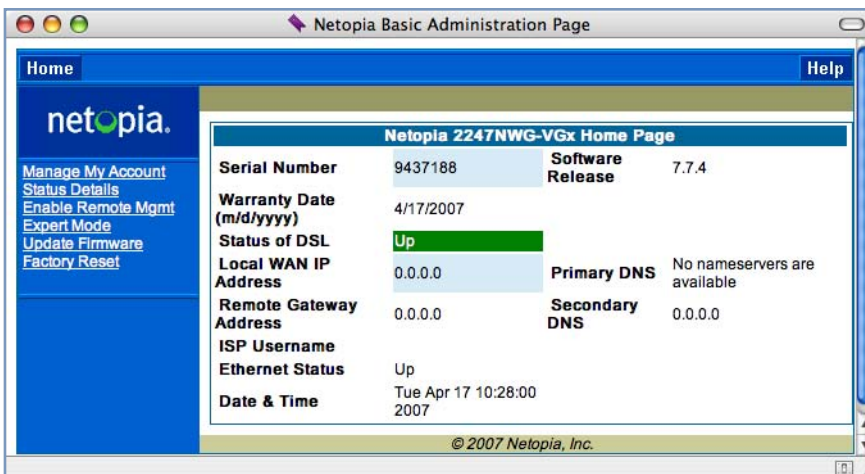 Netopia Basic Administration Page
Home
Help
netopia.
Manage My Account
Status Details
Enable Remote Mgmt
Expert Mode
Update Firmware
Factory Reset
Netopia 2247NWG-VGx Home Page
Serial Number 9437188 Software Release 7.7.4
Warranty Date (m/d/yyyy) 4/17/2007
Status of DSL Up
Local WAN IP Address 0.0.0.0 Primary DNS No nameservers are available
Remote Gateway Address 0.0.0.0 Secondary DNS 0.0.0.0
ISP Username
Ethernet Status Up
Date & Time Tue Apr 17 10:28:00 2007
© 2007 Netopia, Inc.